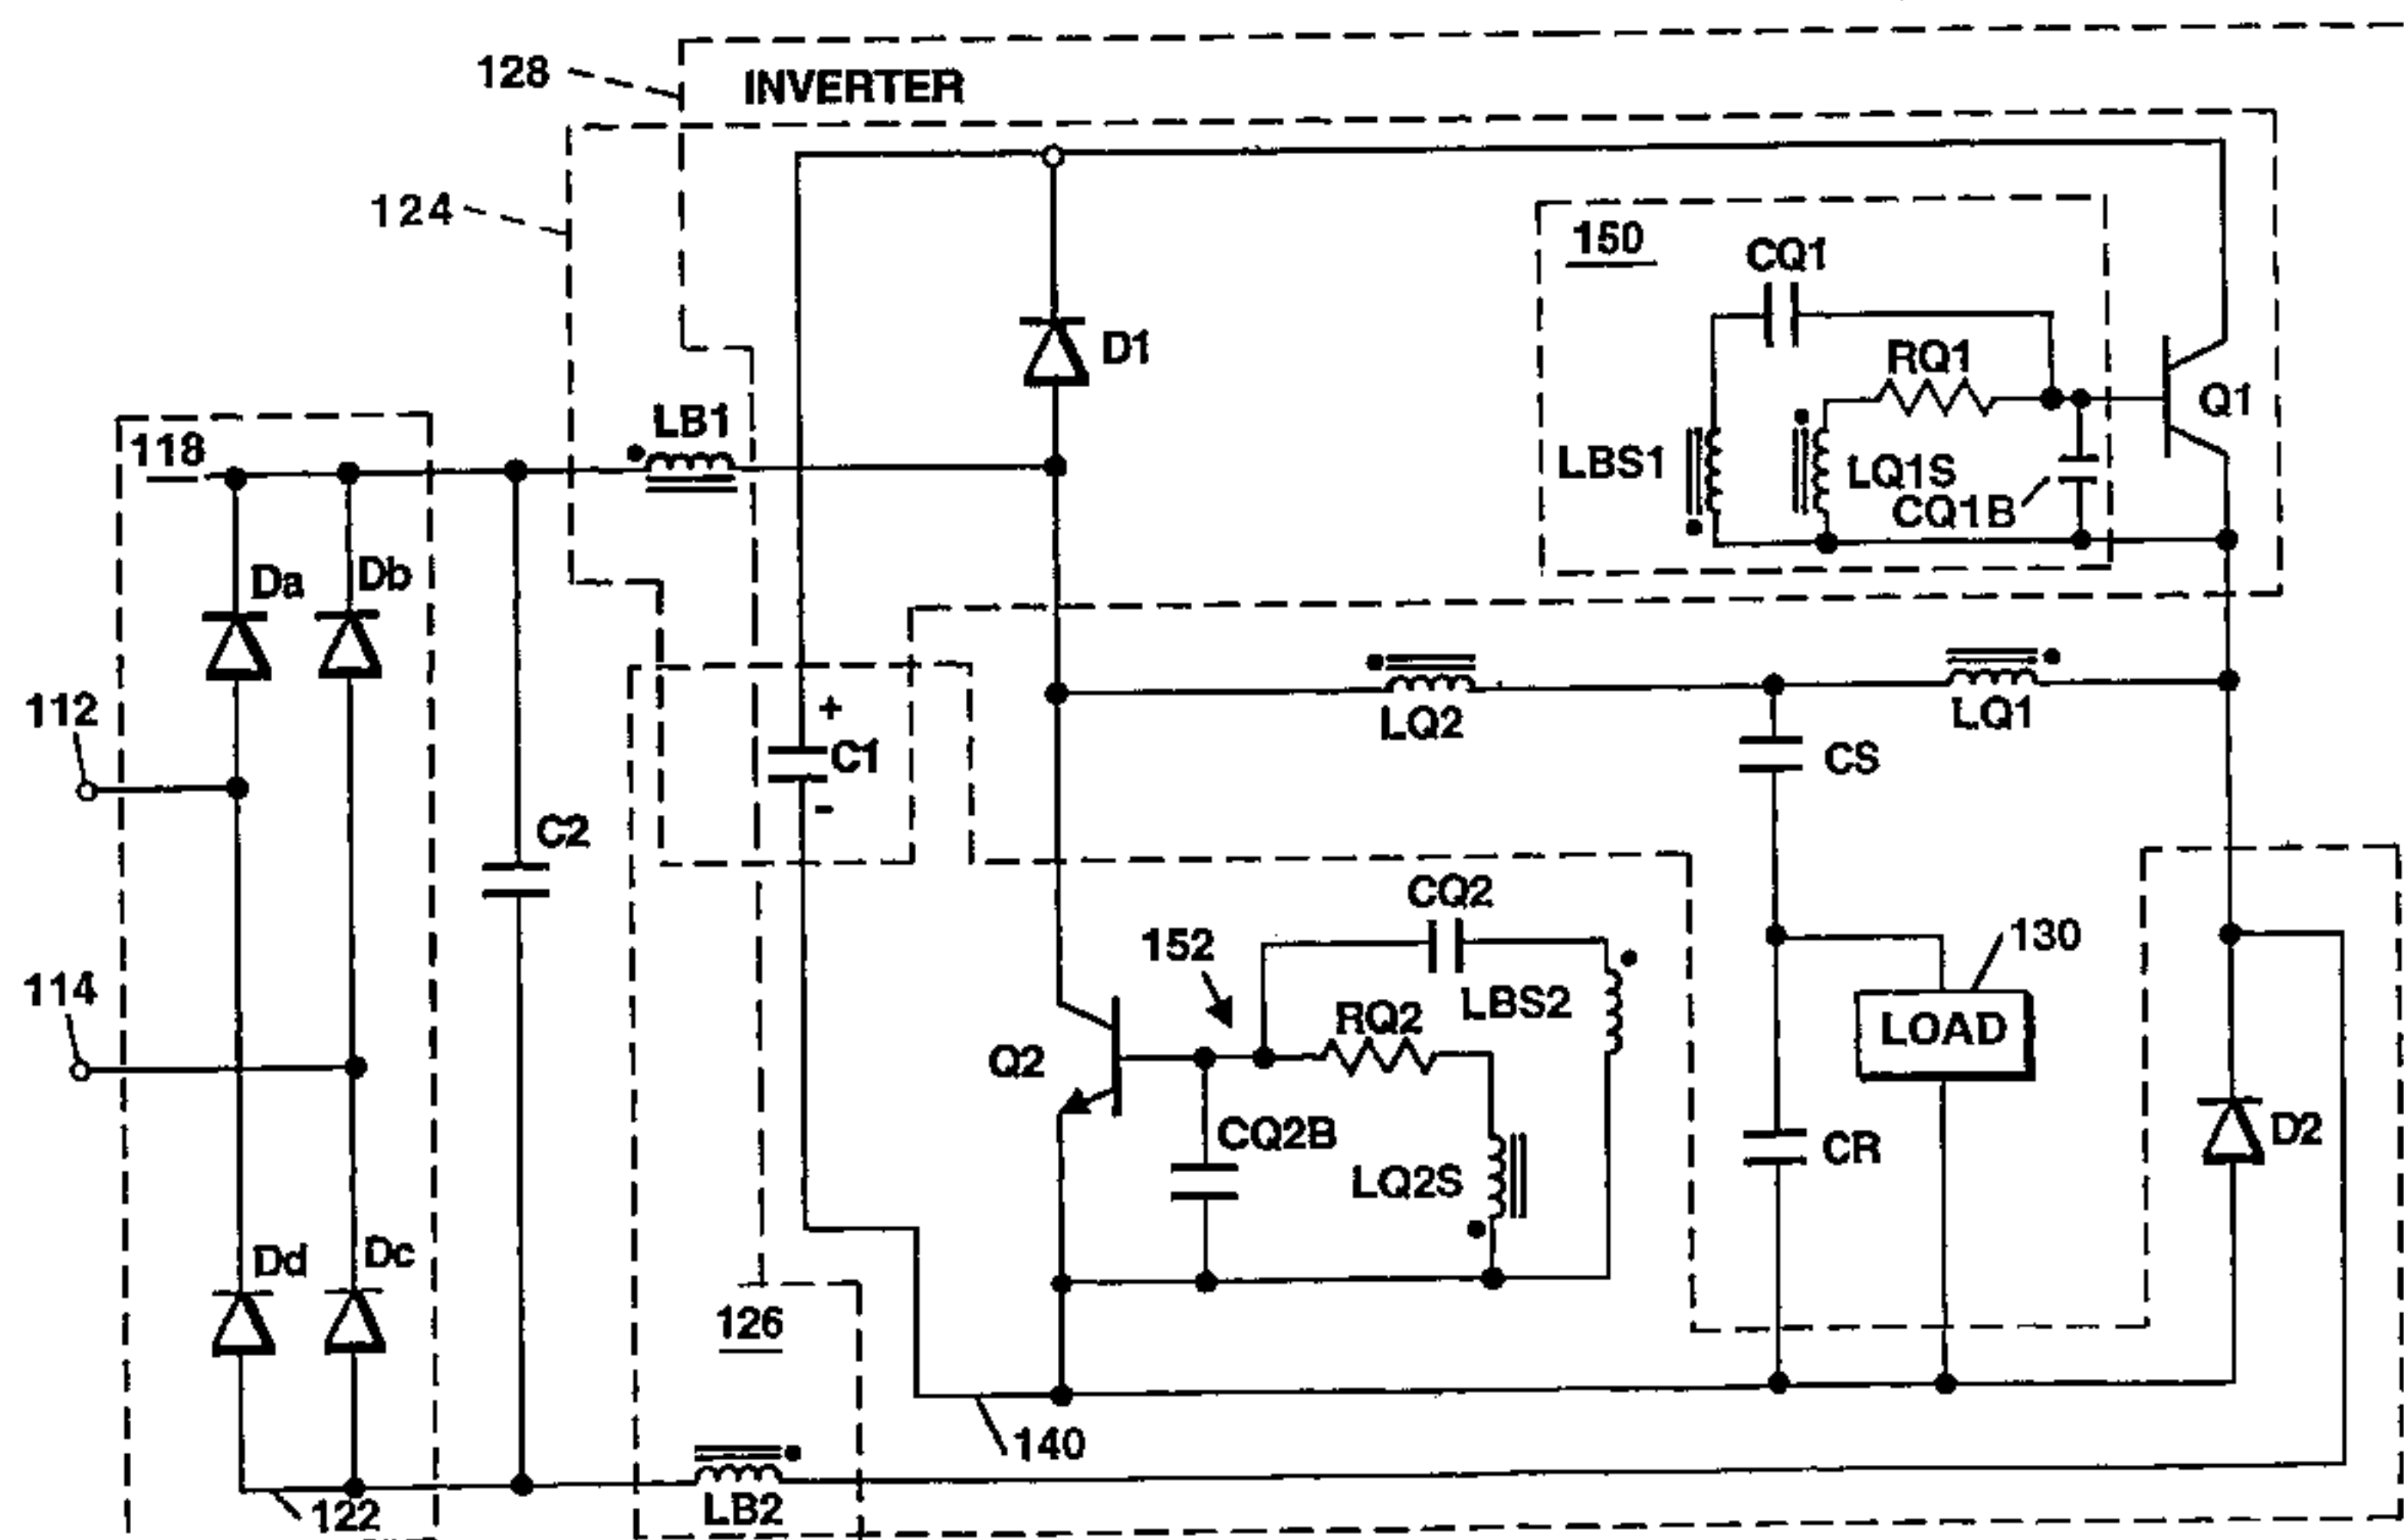 128
INVERTER
124
150
CQ1
D1
RQ1
Q1
LB1
118
LBS1
LQ1S
CQ1B
Da
Db
112
+
C1
-
LQ2
LQ1
CS
C2
CQ2
152
130
114
LBS2
RQ2
LOAD
Q2
CQ2B
D2
CR
LQ2S
Dd
Dc
126
140
LB2
122